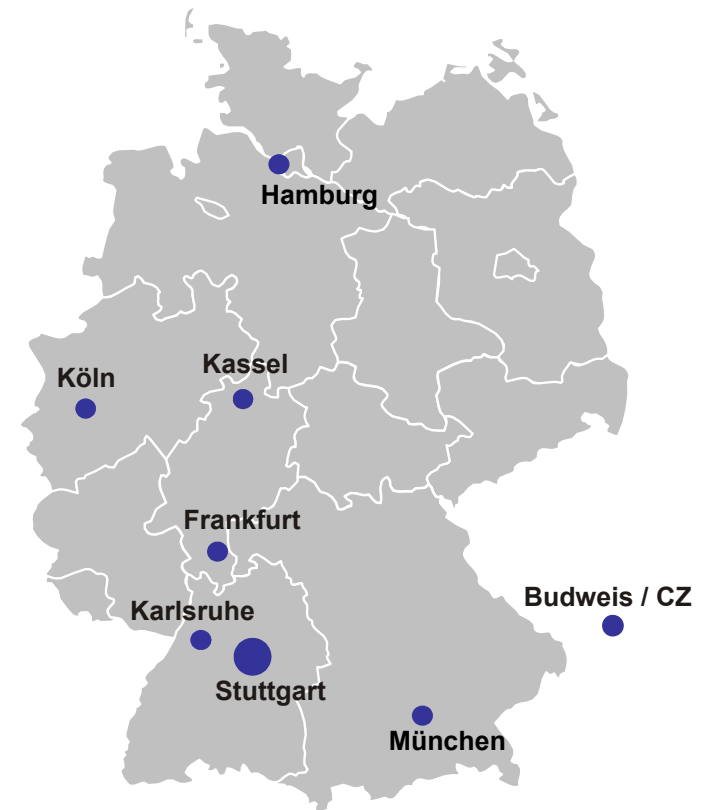 Hamburg
Kassel
Köln
Frankfurt
Budweis / CZ
Karlsruhe
Stuttgart
München